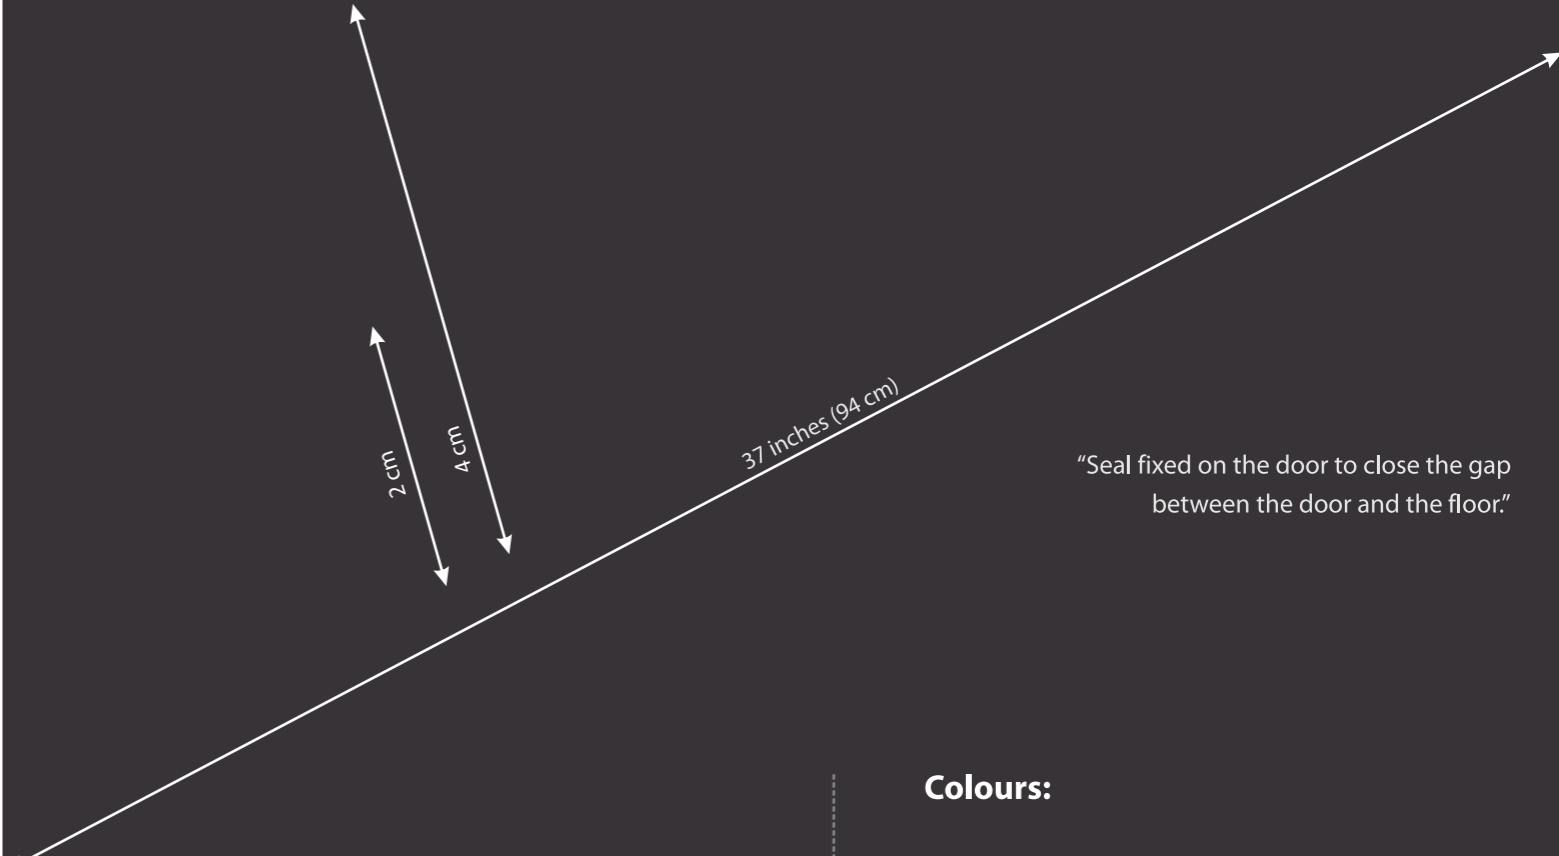 2 cm
4 cm
37 inches (94 cm)
“Seal fixed on the door to close the gap
between the door and the floor.”
Colours: